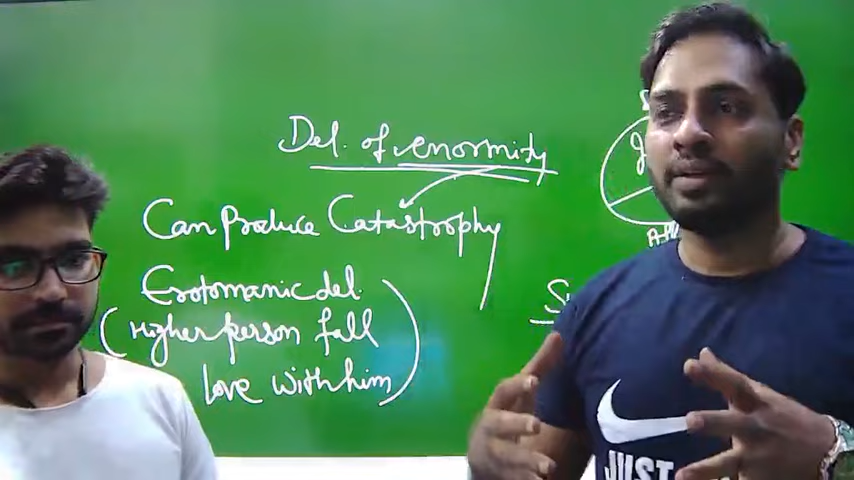 Del. of enormity
Can Produce Catastrophy
Erotomanic del.
(Higher person fall
love with him)
JUST